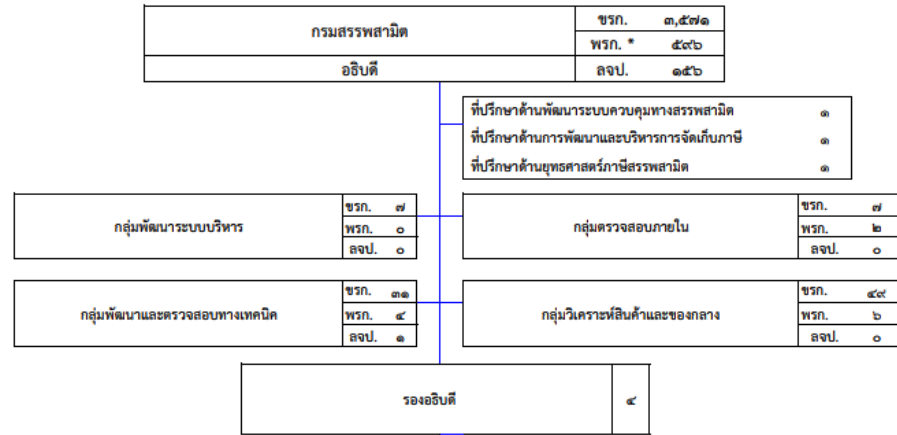 กรมสรรพสามิต
ขรก. ๓,๕๗๑
พรก. * ๕๙๖
อธิบดี
ลจป. ๑๕๖
ที่ปรึกษาด้านพัฒนาระบบควบคุมทางสรรพสามิต ๑
ที่ปรึกษาด้านการพัฒนาและบริหารการจัดเก็บภาษี ๑
ที่ปรึกษาด้านยุทธศาสตร์ภาษีสรรพสามิต ๑
กลุ่มพัฒนาระบบบริหาร
ขรก. ๗
พรก. ๐
ลจป. ๐
กลุ่มตรวจสอบภายใน
ขรก. ๗
พรก. ๒
ลจป. ๐
กลุ่มพัฒนาและตรวจสอบทางเทคนิค
ขรก. ๓๑
พรก. ๔
ลจป. ๑
กลุ่มวิเคราะห์สินค้าและของกลาง
ขรก. ๔๙
พรก. ๖
ลจป. ๐
รองอธิบดี ๔